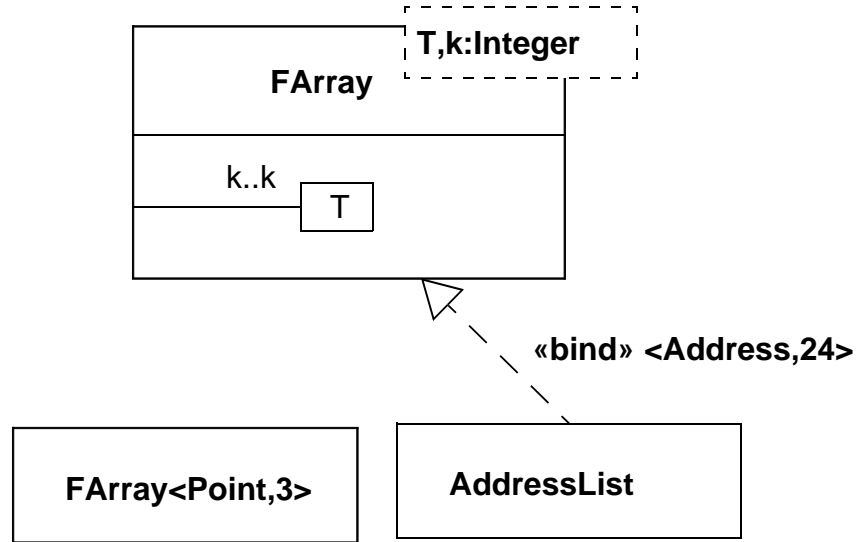 T,k:Integer
FArray
k..k
T
«bind» <Address,24>
FArray<Point,3>
AddressList